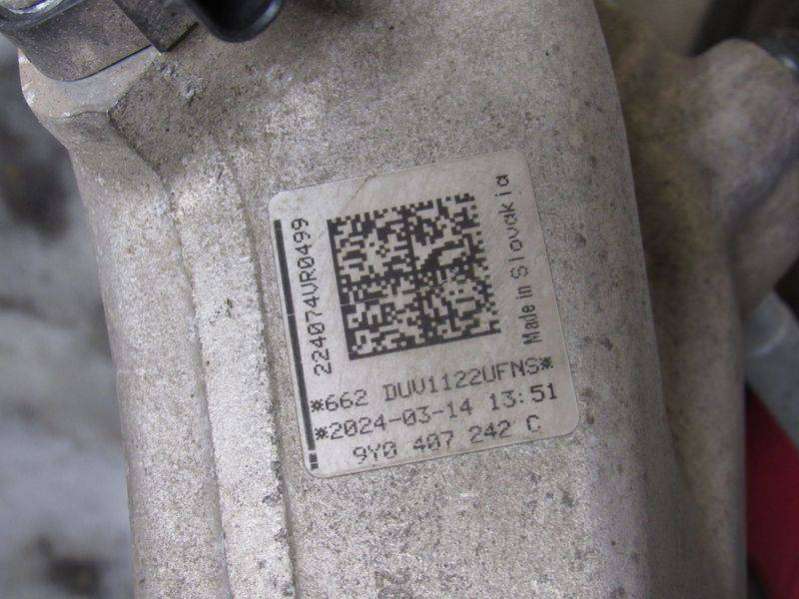 224074VR0499
Made in Slovakia
*662 DUV1122UFNS*
*2024-03-14 13:51
9Y0 407 242 C